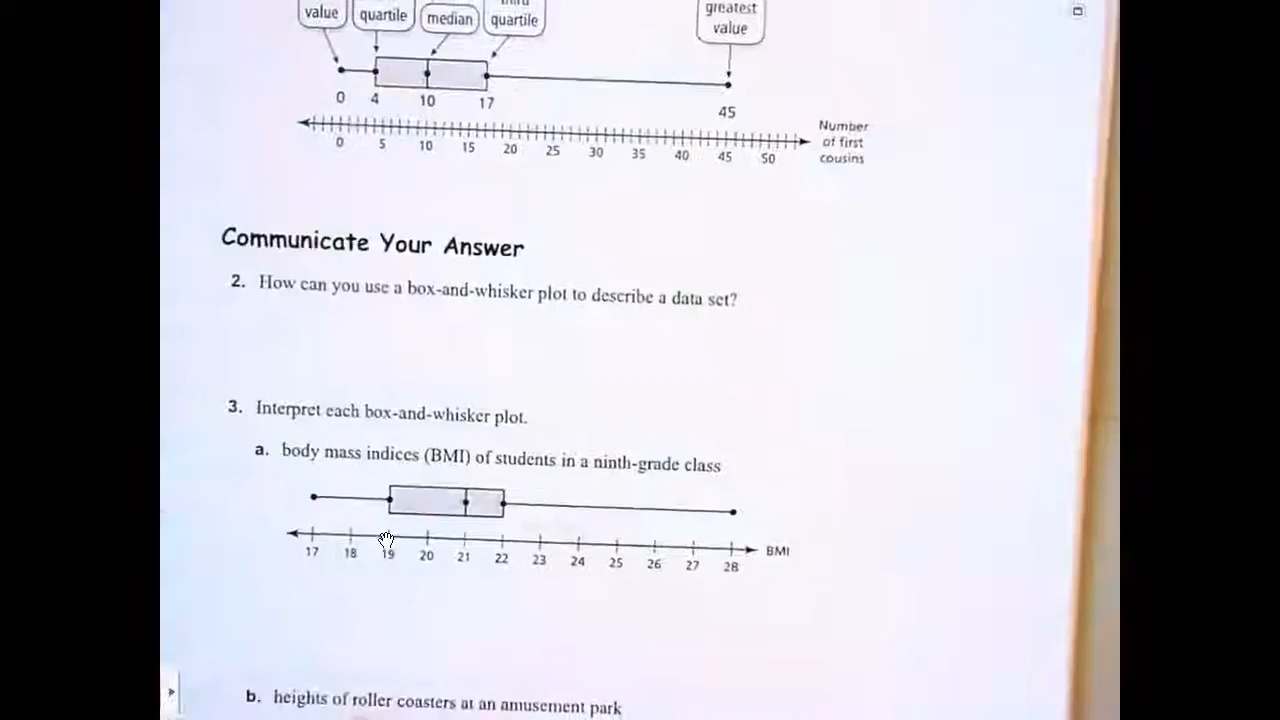 value quartile median quartile greatest value
0 4 10 17 45
0 5 10 15 20 25 30 35 40 45 50
Number
of first
cousins
Communicate Your Answer
2. How can you use a box-and-whisker plot to describe a data set?
3. Interpret each box-and-whisker plot.
a. body mass indices (BMI) of students in a ninth-grade class
17 18 19 20 21 22 23 24 25 26 27 28 BMI
b. heights of roller coasters at an amusement park